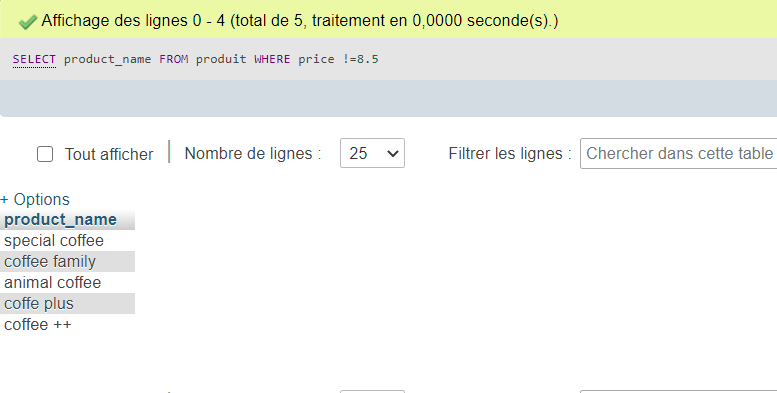 Affichage des lignes 0 - 4 (total de 5, traitement en 0,0000 seconde(s).)
SELECT product_name FROM produit WHERE price !=8.5
Tout afficher Nombre de lignes : 25 Filtrer les lignes : Chercher dans cette table
+ Options
product_name
special coffee
coffee family
animal coffee
coffe plus
coffee ++